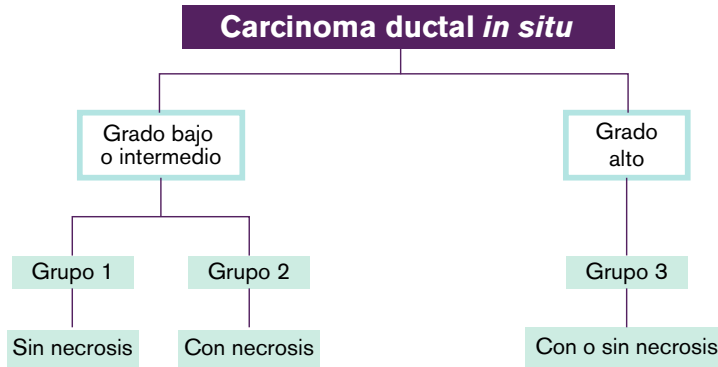 Carcinoma ductal in situ
Grado bajo
o intermedio
Grado
alto
Grupo 1
Grupo 2
Grupo 3
Sin necrosis
Con necrosis
Con o sin necrosis